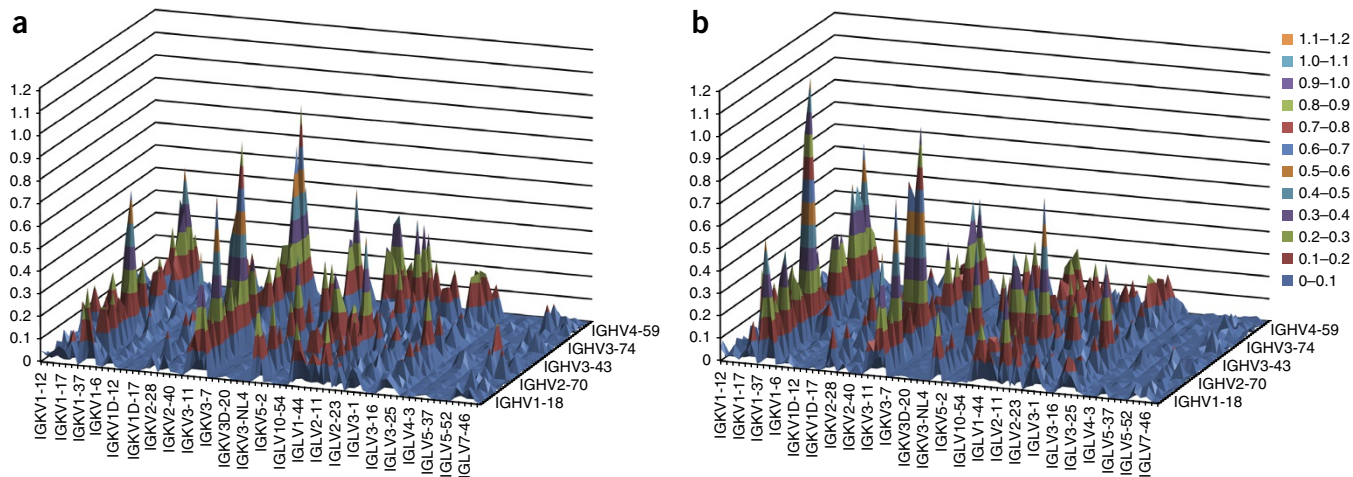 a
1.2
1.1
1.0
0.9
0.8
0.7
0.6
0.5
0.4
0.3
0.2
0.1
0
IGKV1-12
IGKV1-17
IGKV1-37
IGKV1-6
IGKV1D-12
IGKV1D-17
IGKV2-28
IGKV2-40
IGKV3-11
IGKV3-7
IGKV3D-20
IGKV3-NL4
IGKV5-2
IGLV10-54
IGLV1-44
IGLV2-11
IGLV2-23
IGLV3-1
IGLV3-16
IGLV3-25
IGLV4-3
IGLV5-37
IGLV5-52
IGLV7-46
IGHV4-59
IGHV3-74
IGHV3-43
IGHV2-70
IGHV1-18
b
1.2
1.1
1.0
0.9
0.8
0.7
0.6
0.5
0.4
0.3
0.2
0.1
0
IGKV1-12
IGKV1-17
IGKV1-37
IGKV1-6
IGKV1D-12
IGKV1D-17
IGKV2-28
IGKV2-40
IGKV3-11
IGKV3-7
IGKV3D-20
IGKV3-NL4
IGKV5-2
IGLV10-54
IGLV1-44
IGLV2-11
IGLV2-23
IGLV3-1
IGLV3-16
IGLV3-25
IGLV4-3
IGLV5-37
IGLV5-52
IGLV7-46
IGHV4-59
IGHV3-74
IGHV3-43
IGHV2-70
IGHV1-18
1.1–1.2
1.0–1.1
0.9–1.0
0.8–0.9
0.7–0.8
0.6–0.7
0.5–0.6
0.4–0.5
0.3–0.4
0.2–0.3
0.1–0.2
0–0.1